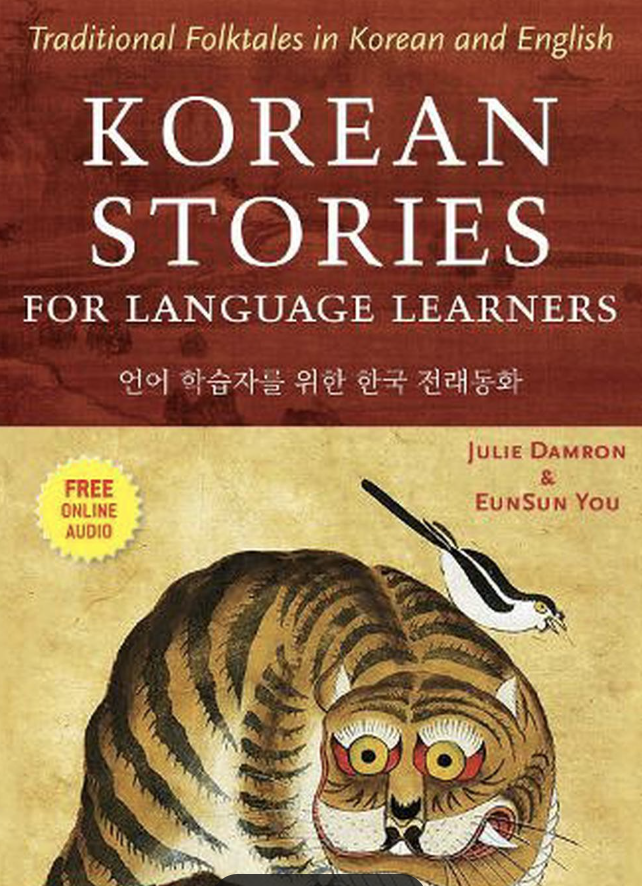 Traditional Folktales in Korean and English
KOREAN
STORIES
FOR LANGUAGE LEARNERS
언어 학습자를 위한 한국 전래동화
JULIE DAMRON
&
EUNSUN YOU
FREE
ONLINE
AUDIO